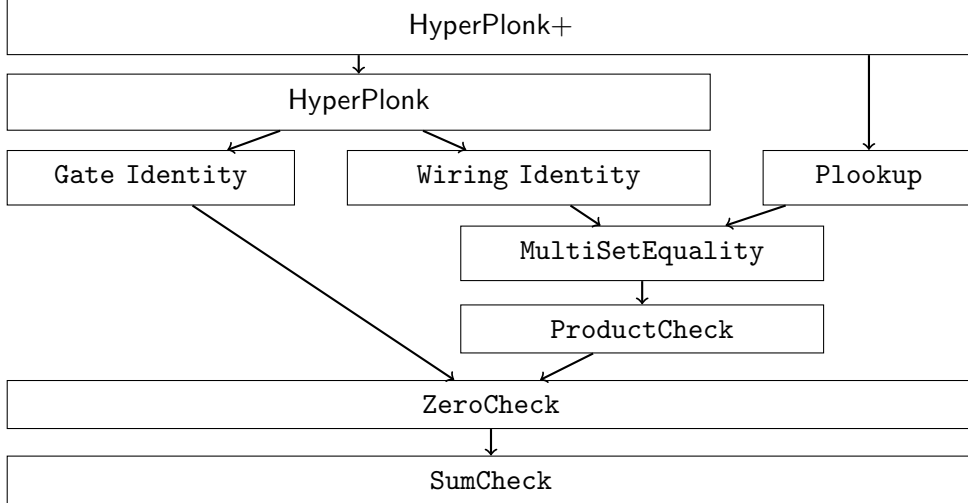 HyperPlonk+
HyperPlonk
Gate Identity
Wiring Identity
Plookup
MultiSetEquality
ProductCheck
ZeroCheck
SumCheck